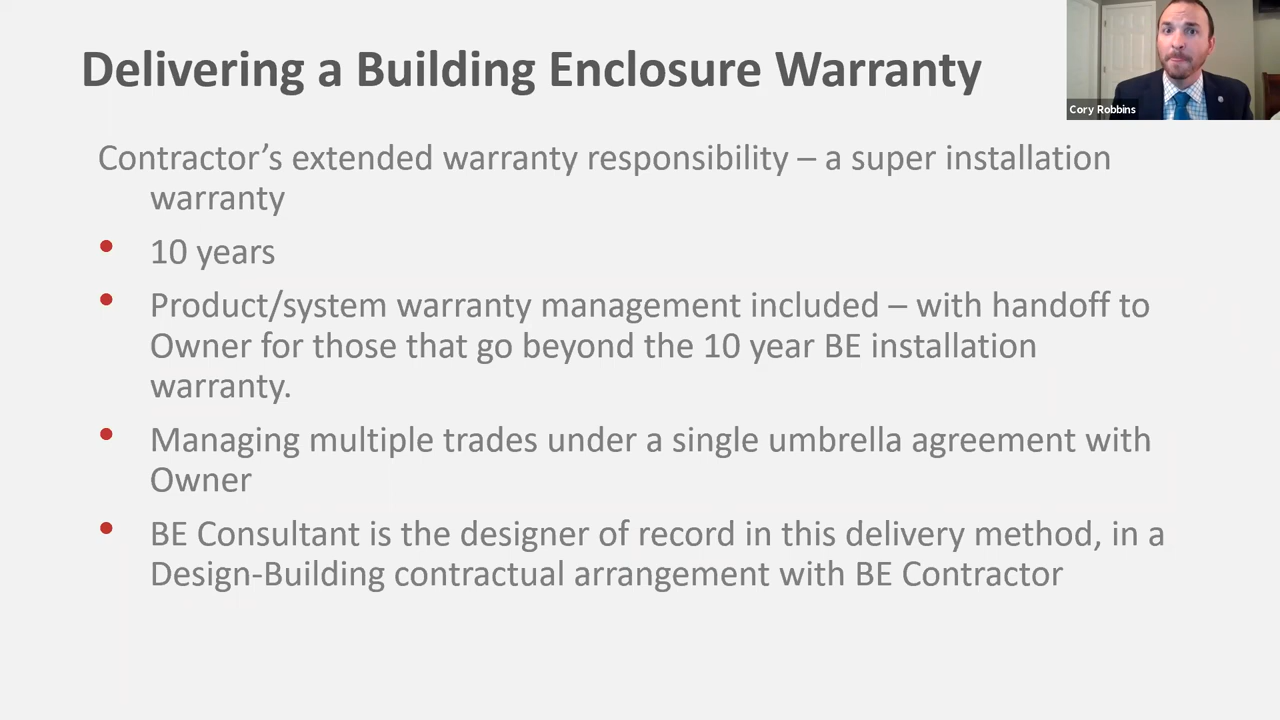 Delivering a Building Enclosure Warranty
Cory Robbins
Contractor’s extended warranty responsibility – a super installation
warranty
• 10 years
• Product/system warranty management included – with handoff to
Owner for those that go beyond the 10 year BE installation
warranty.
• Managing multiple trades under a single umbrella agreement with
Owner
• BE Consultant is the designer of record in this delivery method, in a
Design-Building contractual arrangement with BE Contractor